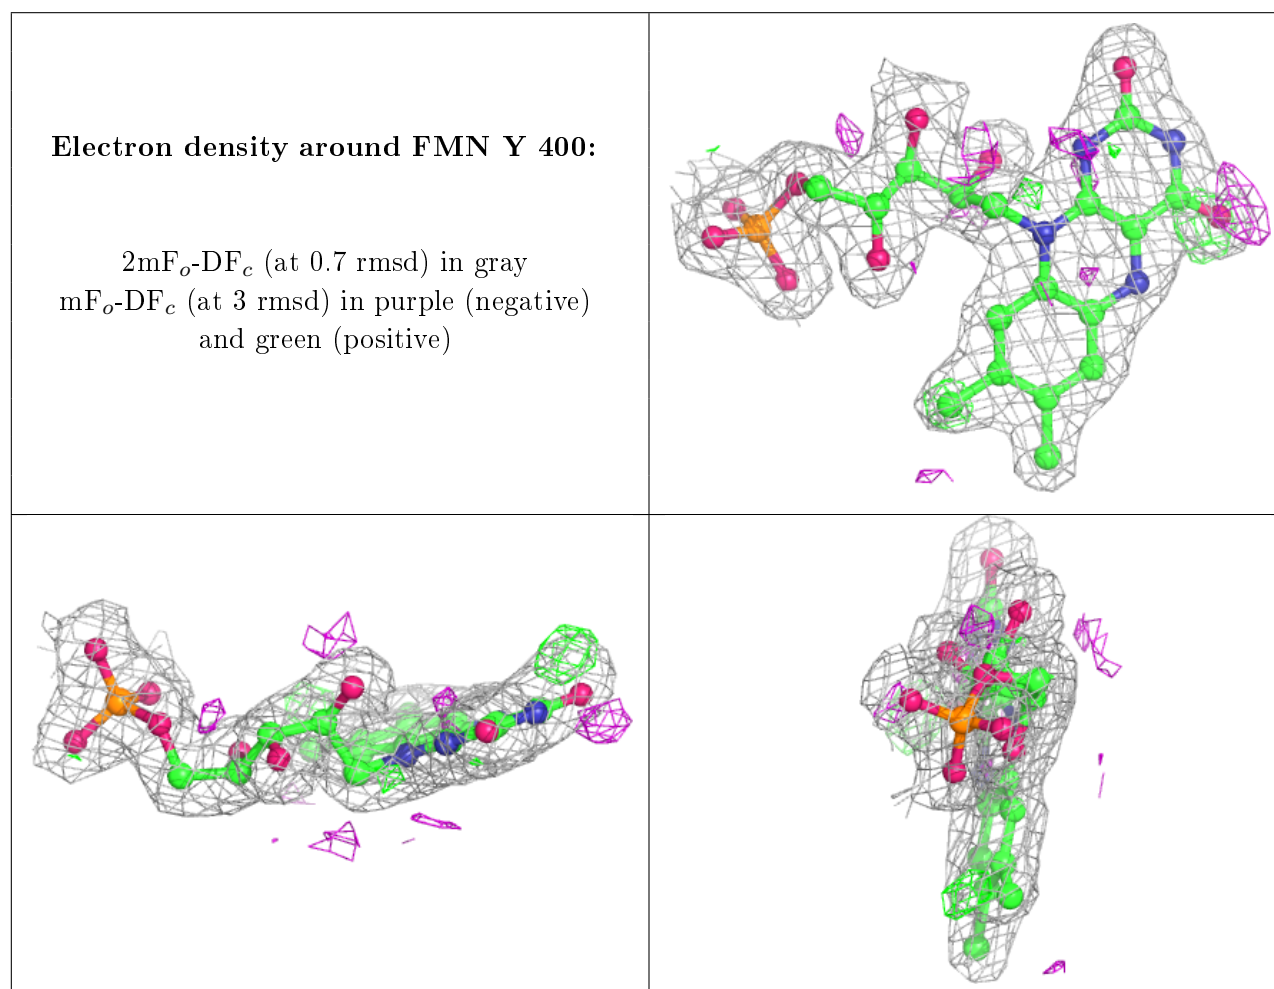 Electron density around FMN Y 400:
2mFo-DFc (at 0.7 rmsd) in gray
mFo-DFc (at 3 rmsd) in purple (negative)
and green (positive)